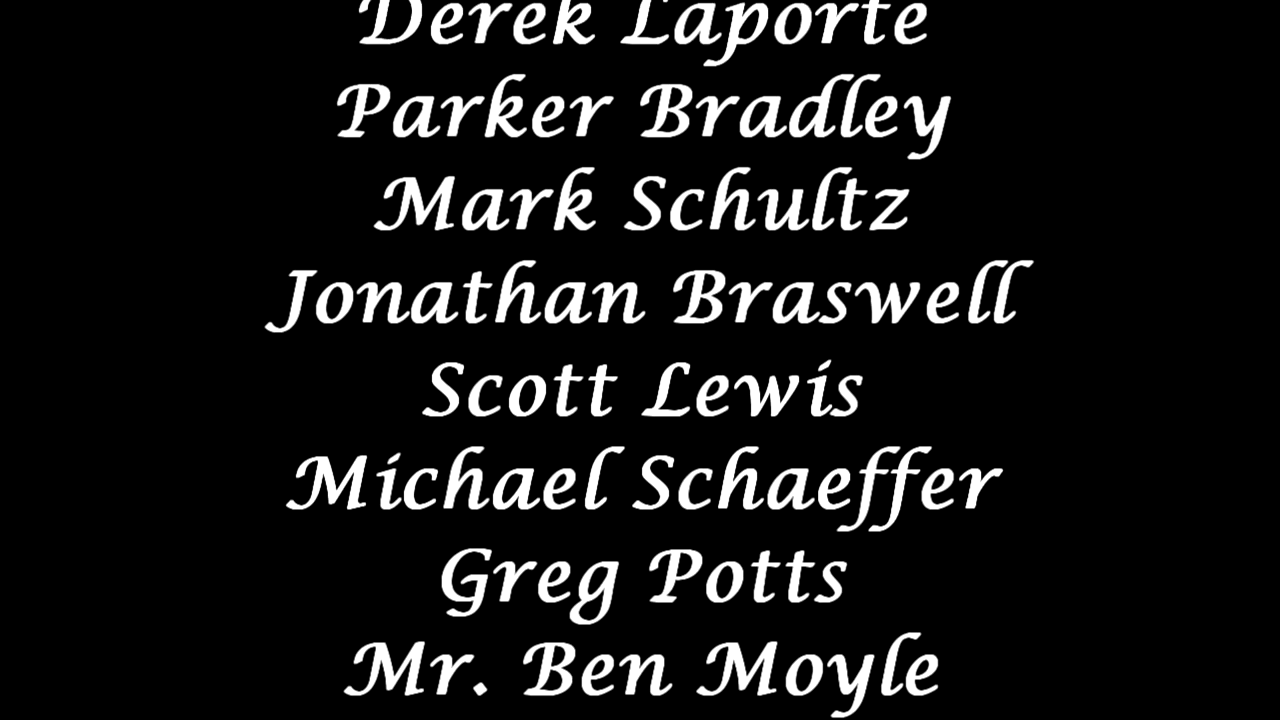 Derek Laporte
Parker Bradley
Mark Schultz
Jonathan Braswell
Scott Lewis
Michael Schaeffer
Greg Potts
Mr. Ben Moyle